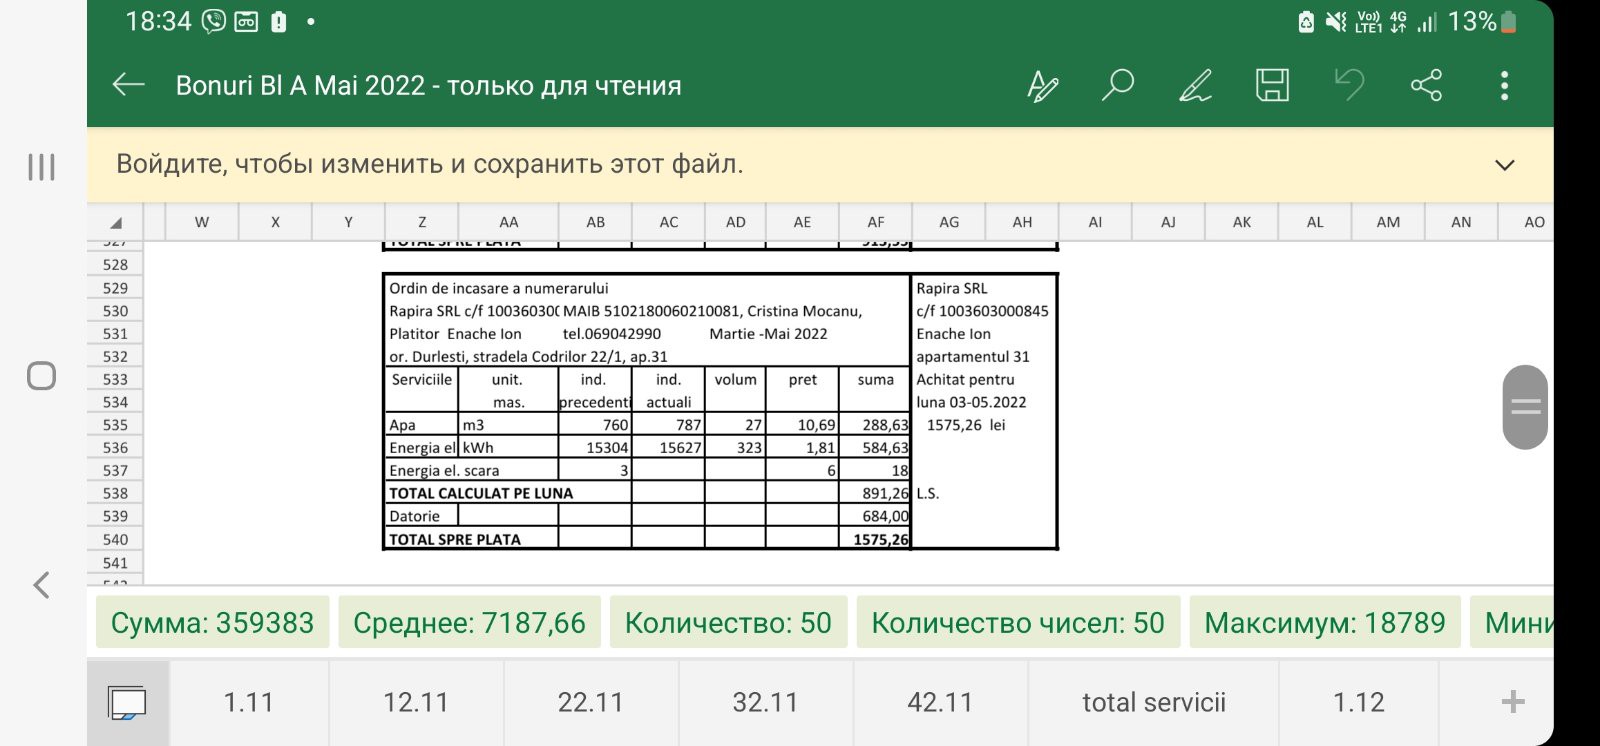 18:34
Vo)) 4G
LTE1
13%
Bonuri Bl A Mai 2022 - только для чтения
Войдите, чтобы изменить и сохранить этот файл.
W X Y Z AA AB AC AD AE AF AG AH AI AJ AK AL AM AN AO
527 TOTAL SPRE PLATA
528
529 Ordin de incasare a numerarului Rapira SRL
530 Rapira SRL c/f 10036030( MAIB 5102180060210081, Cristina Mocanu, c/f 1003603000845
531 Platitor Enache Ion tel.069042990 Martie -Mai 2022 Enache Ion
532 or. Durlesti, stradela Codrilor 22/1, ap.31 apartamentul 31
533 Serviciile unit. ind. ind. volum pret suma Achitat pentru
534 mas. precedenti actuali luna 03-05.2022
535 Apa m3 760 787 27 10,69 288,63 1575,26 lei
536 Energia el kWh 15304 15627 323 1,81 584,63
537 Energia el. scara 3 6 18
538 TOTAL CALCULAT PE LUNA 891,26 L.S.
539 Datorie 684,00
540 TOTAL SPRE PLATA 1575,26
541
Сумма: 359383 Среднее: 7187,66 Количество: 50 Количество чисел: 50 Максимум: 18789 Мини
1.11 12.11 22.11 32.11 42.11 total servicii 1.12 +